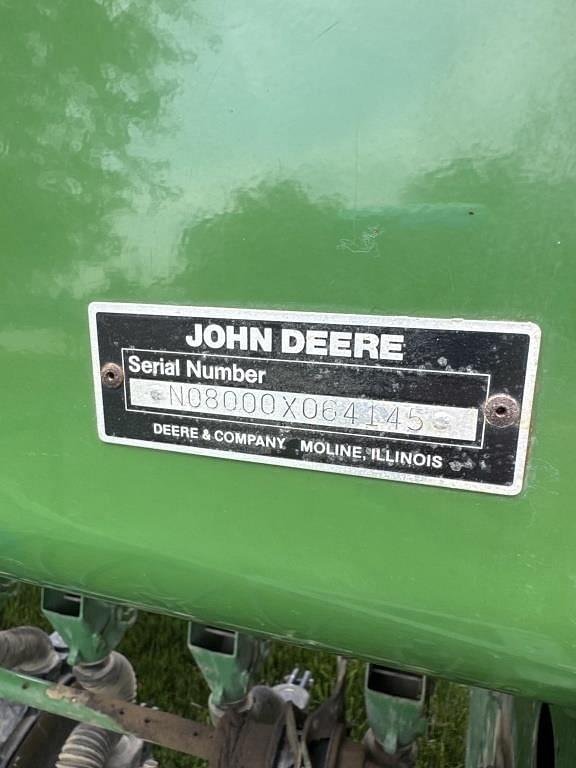 JOHN DEERE
Serial Number
N08000X064145
DEERE & COMPANY MOLINE, ILLINOIS